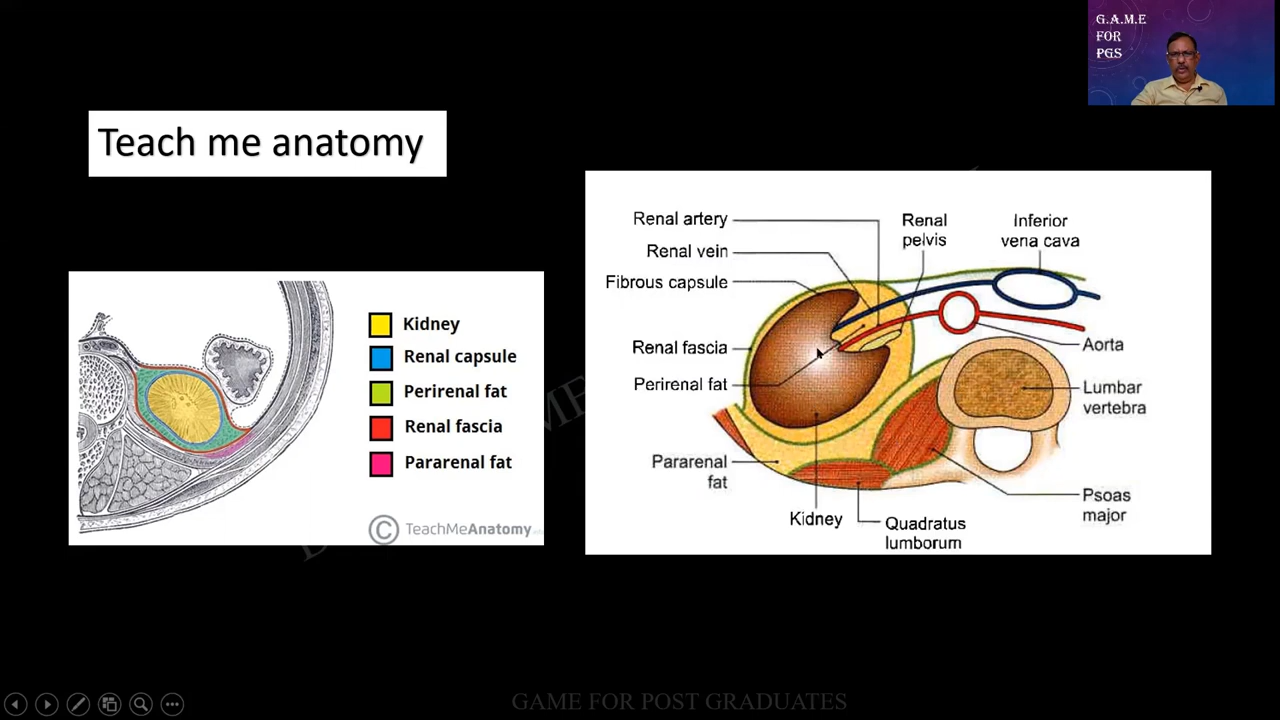 G.A.M.E
FOR
PGS
Teach me anatomy
Kidney
Renal capsule
Perirenal fat
Renal fascia
Pararenal fat
© TeachMeAnatomy
Renal artery
Renal vein
Fibrous capsule
Renal fascia
Perirenal fat
Pararenal
fat
Kidney
Quadratus
lumborum
Renal
pelvis
Inferior
vena cava
Aorta
Lumbar
vertebra
Psoas
major
GAME FOR POST GRADUATES